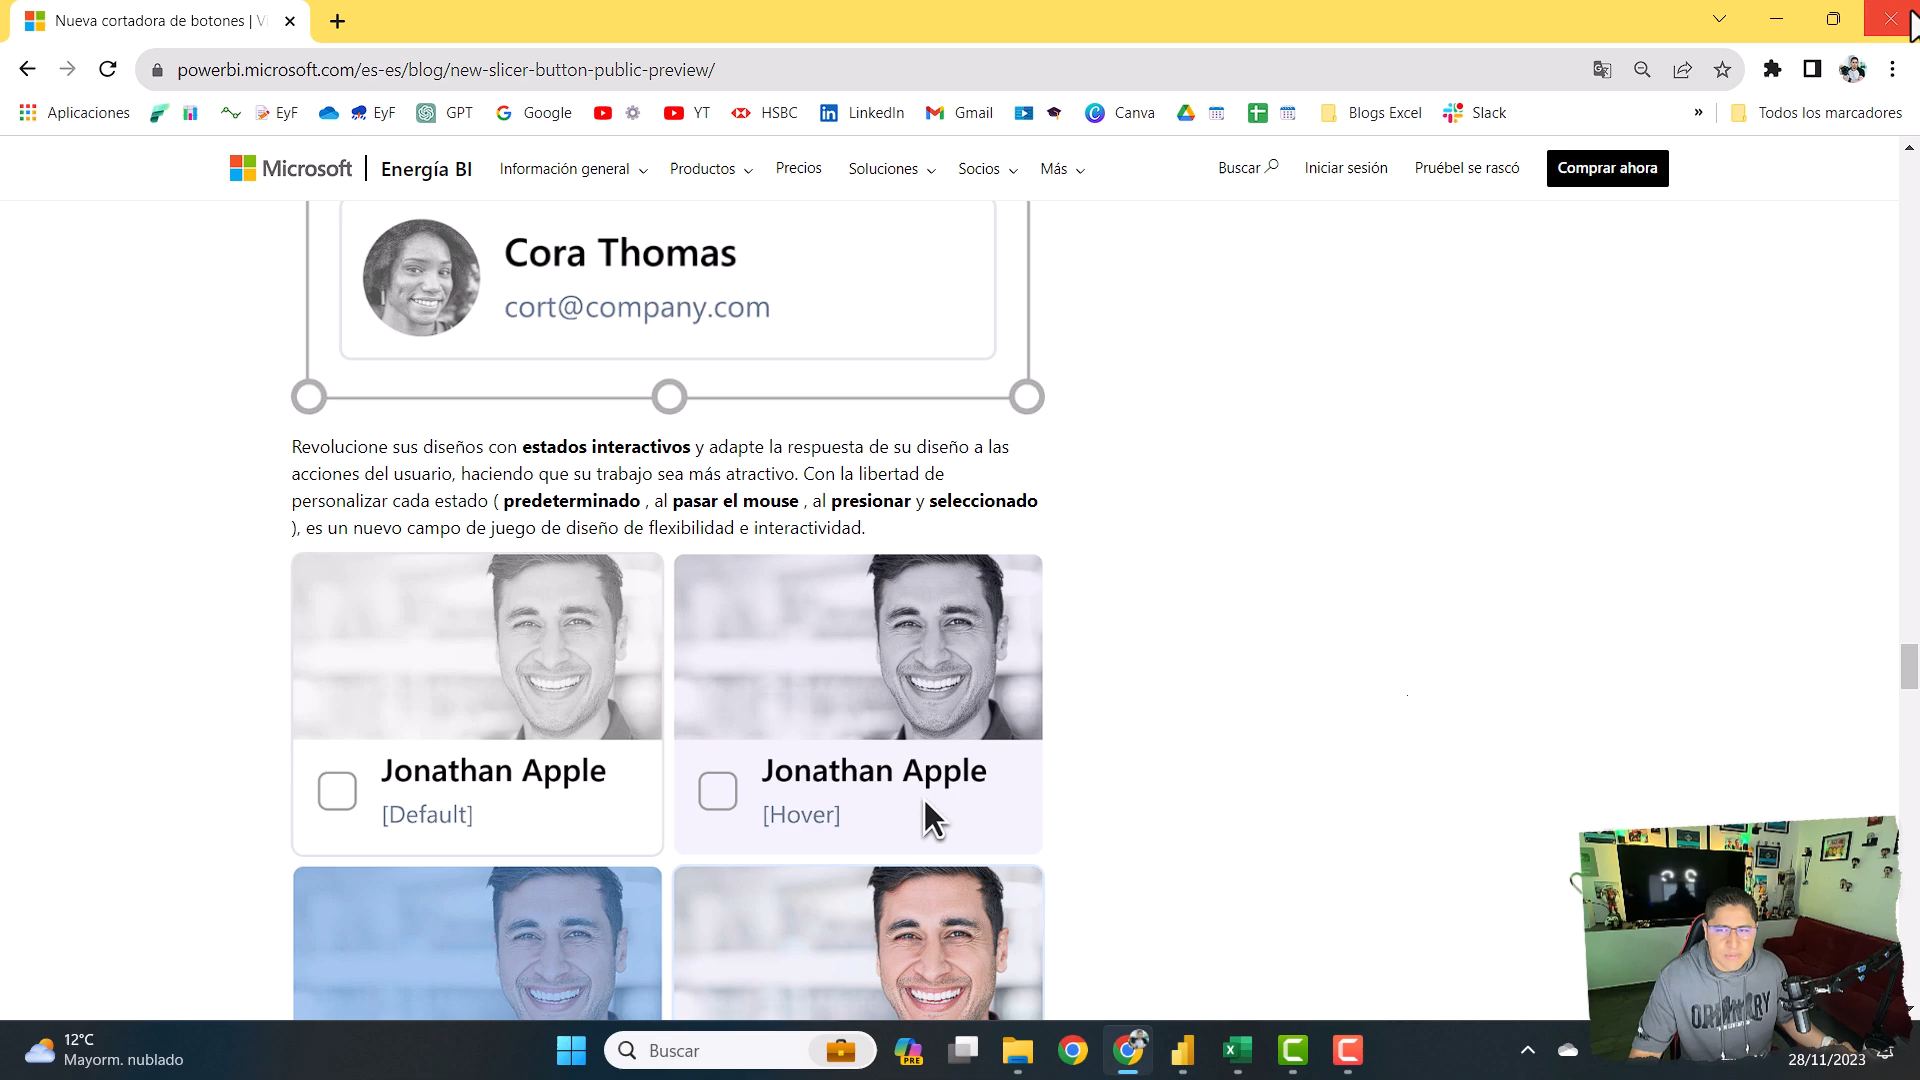 Nueva cortadora de botones | Vi
powerbi.microsoft.com/es-es/blog/new-slicer-button-public-preview/
Aplicaciones EyF EyF GPT Google YT HSBC LinkedIn Gmail Canva Blogs Excel Slack » Todos los marcadores
Microsoft Energía BI Información general Productos Precios Soluciones Socios Más Buscar Iniciar sesión Pruébel se rascó Comprar ahora
Cora Thomas
cort@company.com
Revolucione sus diseños con estados interactivos y adapte la respuesta de su diseño a las
acciones del usuario, haciendo que su trabajo sea más atractivo. Con la libertad de
personalizar cada estado ( predeterminado , al pasar el mouse , al presionar y seleccionado
), es un nuevo campo de juego de diseño de flexibilidad e interactividad.
Jonathan Apple
[Default]
Jonathan Apple
[Hover]
12°C
Mayorm. nublado
Buscar
PRE
28/11/2023